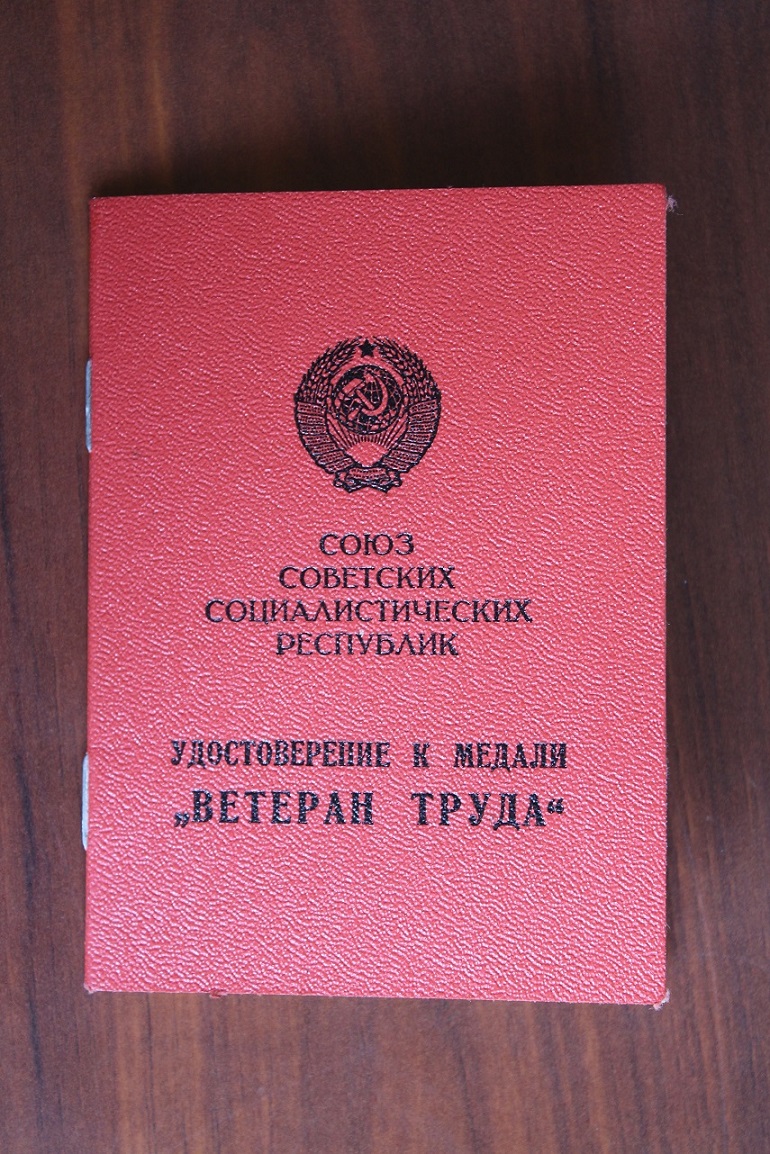 СОЮЗ
СОВЕТСКИХ
СОЦИАЛИСТИЧЕСКИХ
РЕСПУБЛИК
УДОСТОВЕРЕНИЕ К МЕДАЛИ
„ВЕТЕРАН ТРУДА“